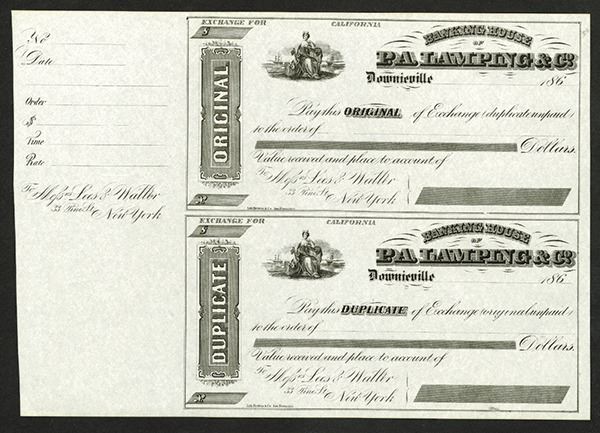 No
Date
Order
$
Time
Rate
To Messrs Lees & Waller
33 Pine St. New York
EXCHANGE FOR
$
CALIFORNIA
BANKING HOUSE
OF
P.A. LAMPING & Co.
Downieville 186
ORIGINAL
Pay this ORIGINAL of Exchange (duplicate unpaid)
to the order of
Dollars.
Value received and place to account of
To Messrs Lees & Waller
33 Pine St. New York
No
EXCHANGE FOR
$
CALIFORNIA
BANKING HOUSE
OF
P.A. LAMPING & Co.
Downieville 186
DUPLICATE
Pay this DUPLICATE of Exchange (original unpaid)
to the order of
Dollars.
Value received and place to account of
To Messrs Lees & Waller
33 Pine St. New York
No